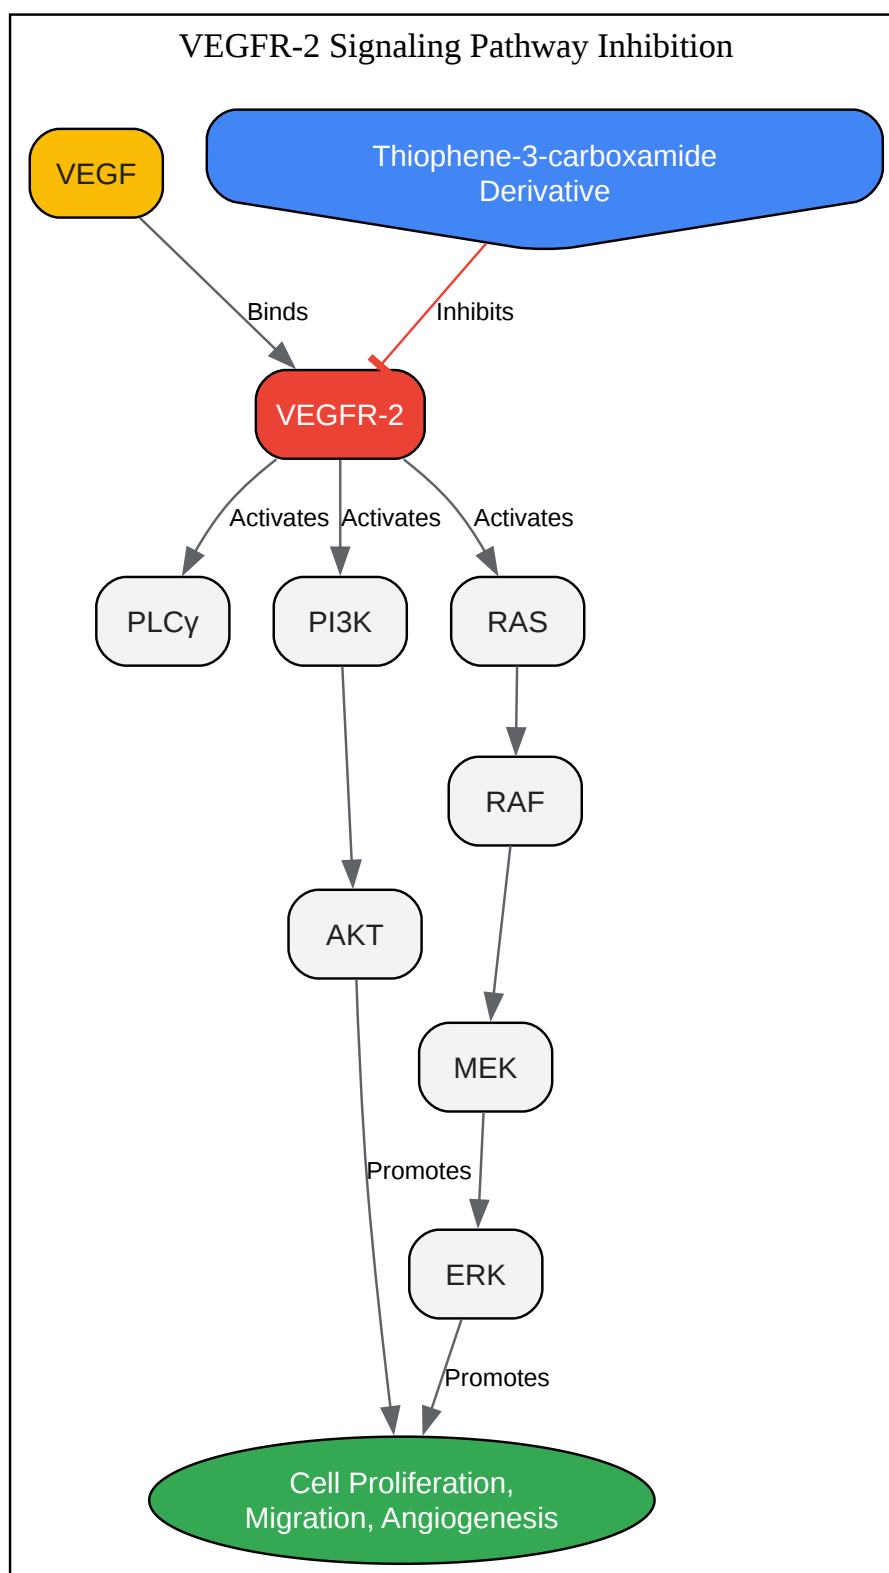 VEGFR-2 Signaling Pathway Inhibition
VEGF
Thiophene-3-carboxamide
Derivative
Binds
Inhibits
VEGFR-2
Activates
Activates
Activates
PLCγ
PI3K
RAS
RAF
AKT
MEK
Promotes
ERK
Promotes
Cell Proliferation,
Migration, Angiogenesis